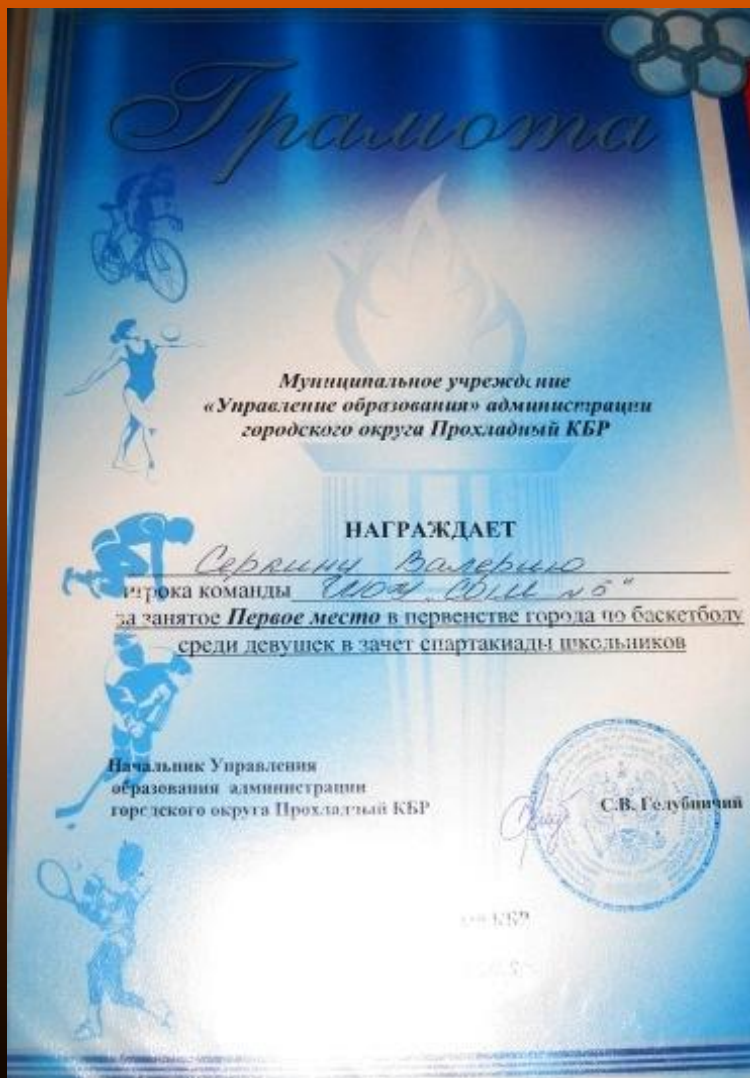 Грамота
Муниципальное учреждение
«Управление образования» администрации
городского округа Прохладный КБР
НАГРАЖДАЕТ
Серкину Валерию
игрока команды "МОУ СОШ №5"
за занятое Первое место в первенстве города по баскетболу
среди девушек в зачет спартакиады школьников
Начальник Управления
образования администрации
городского округа Прохладный КБР
С.В. Голубничий
КБР